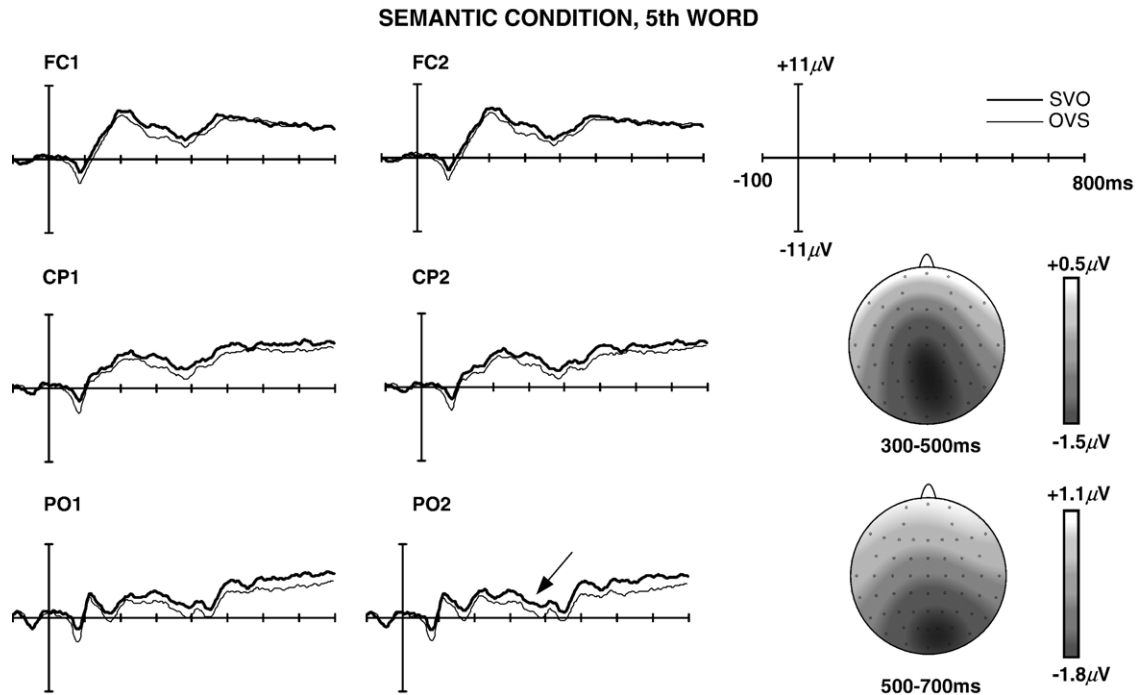 SEMANTIC CONDITION, 5th WORD
FC1
FC2
+11µV
SVO
OVS
-100
800ms
-11µV
CP1
CP2
+0.5µV
300-500ms
-1.5µV
PO1
PO2
+1.1µV
500-700ms
-1.8µV